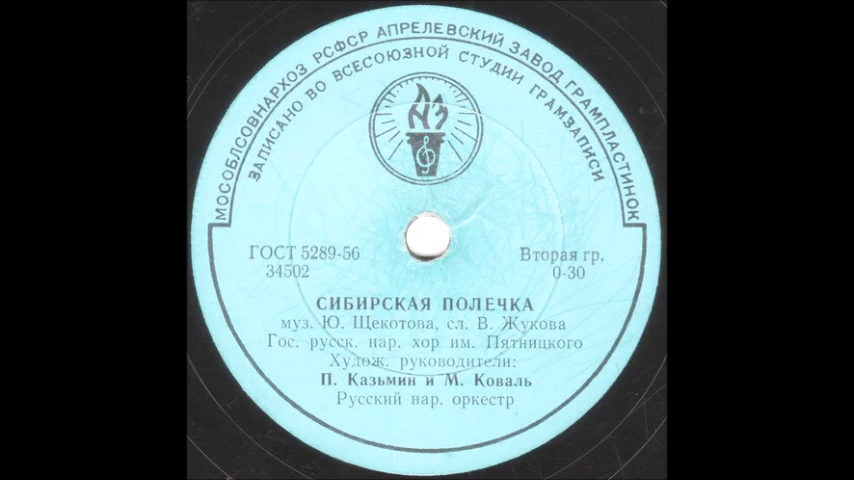 МОСОБЛСОВНАРХОЗ РСФСР АПРЕЛЕВСКИЙ ЗАВОД ГРАМПЛАСТИНОК
ЗАПИСАНО ВО ВСЕСОЮЗНОЙ СТУДИИ ГРАМЗАПИСИ
АЗ
ГОСТ 5289-56
34502
Вторая гр.
0-30
СИБИРСКАЯ ПОЛЕЧКА
муз. Ю. Щекотова, сл. В. Жукова
Гос. русск. нар. хор им. Пятницкого
Худож. руководители:
П. Казьмин и М. Коваль
Русский нар. оркестр